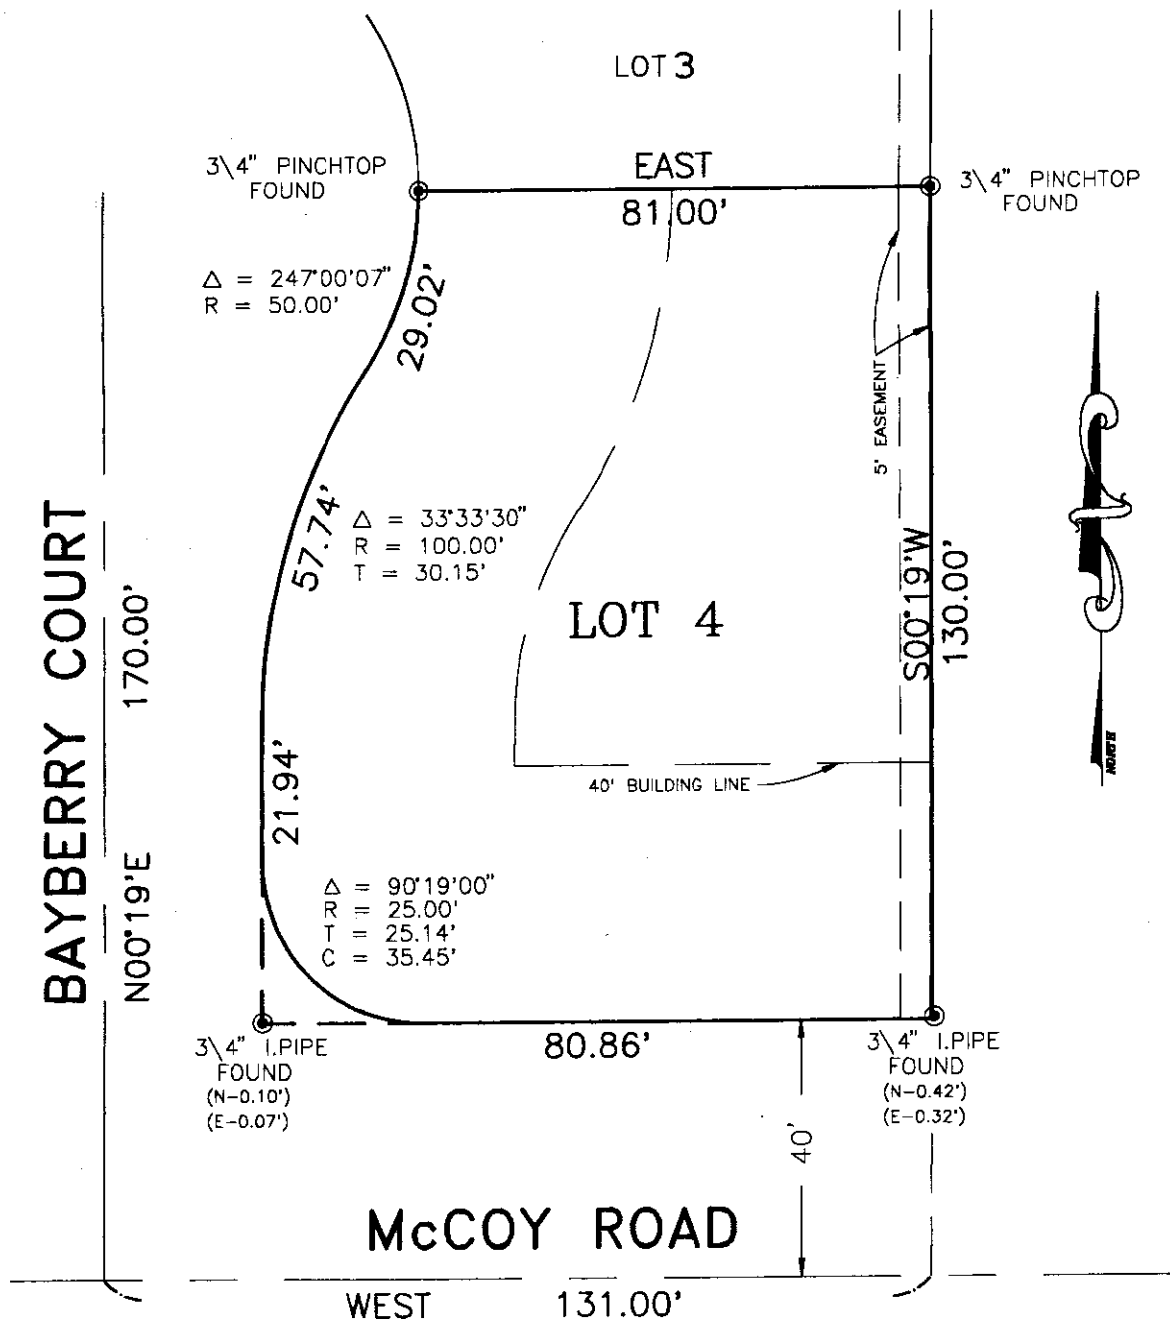 LOT 3
3\4" PINCHTOP
FOUND
EAST
81.00'
3\4" PINCHTOP
FOUND
Δ = 247°00'07"
R = 50.00'
29.02'
5' EASEMENT
57.74'
Δ = 33°33'30"
R = 100.00'
T = 30.15'
LOT 4
S00°19'W
130.00'
BAYBERRY COURT
170.00'
N00°19'E
21.94'
40' BUILDING LINE
Δ = 90°19'00"
R = 25.00'
T = 25.14'
C = 35.45'
3\4" I.PIPE
FOUND
(N-0.10')
(E-0.07')
80.86'
3\4" I.PIPE
FOUND
(N-0.42')
(E-0.32')
40'
McCOY ROAD
WEST 131.00'